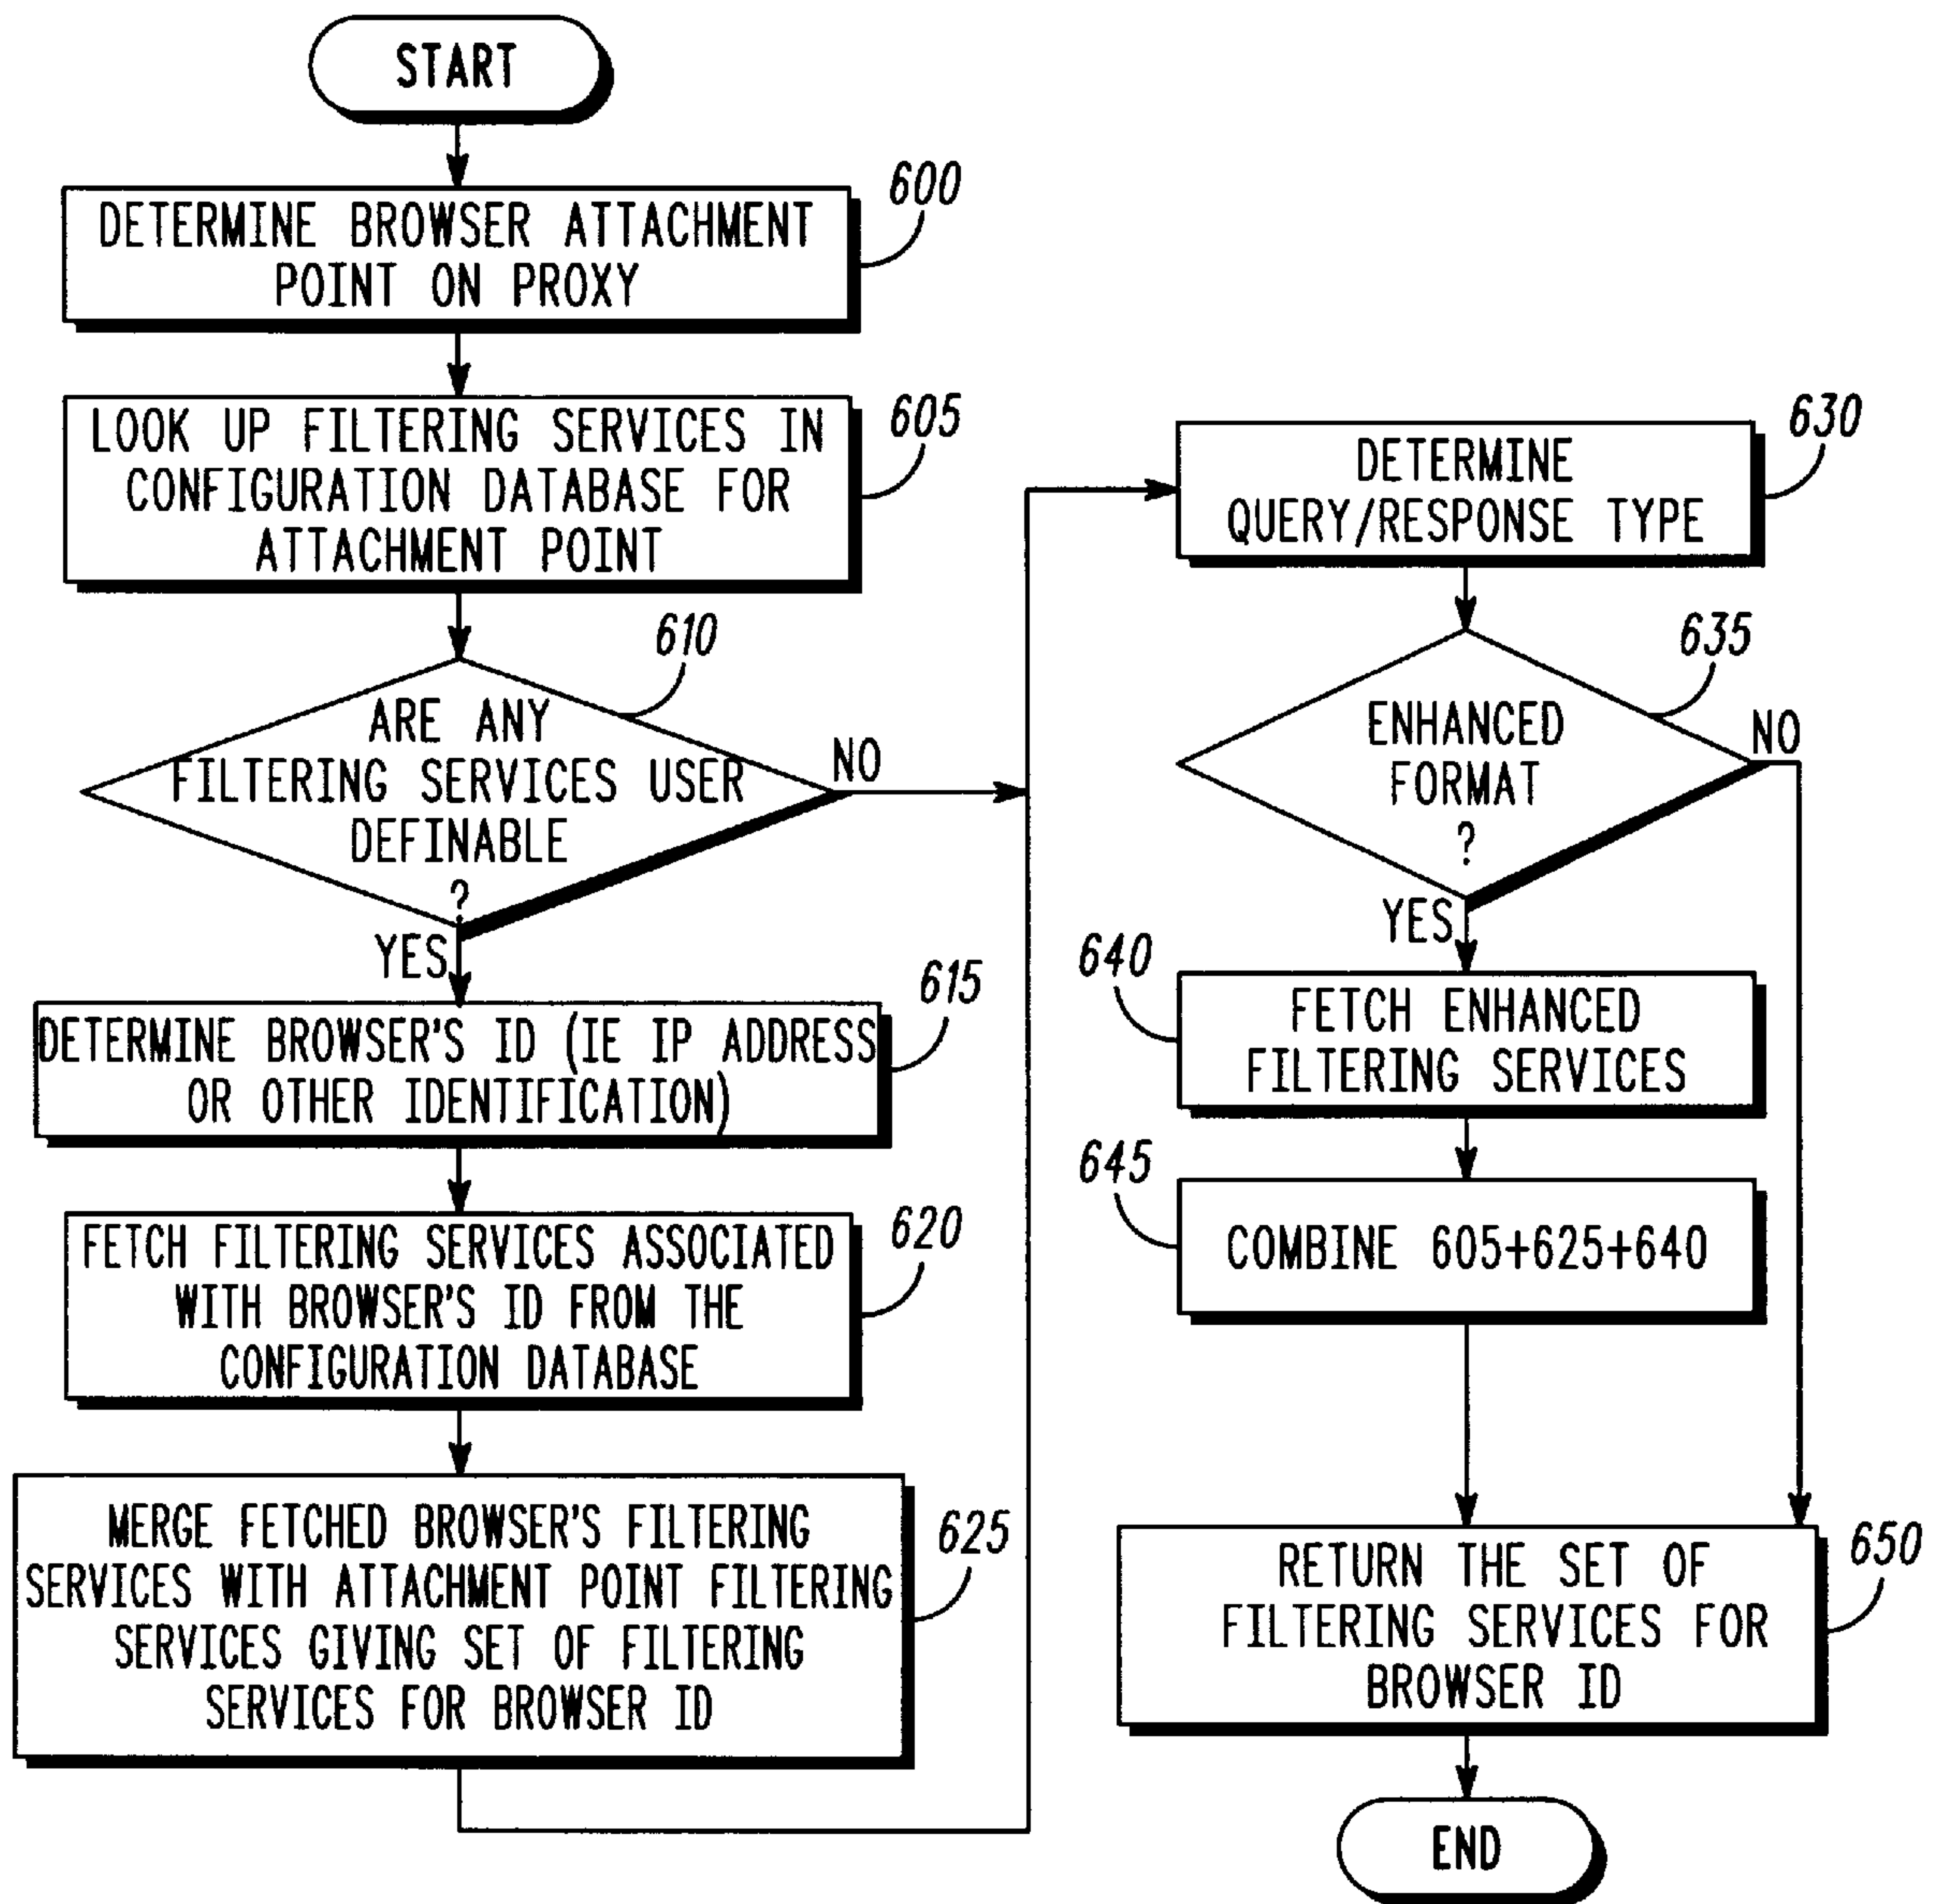 START
600
DETERMINE BROWSER ATTACHMENT
POINT ON PROXY
605
LOOK UP FILTERING SERVICES IN
CONFIGURATION DATABASE FOR
ATTACHMENT POINT
610
ARE ANY
FILTERING SERVICES USER
DEFINABLE
?
NO
YES
615
DETERMINE BROWSER'S ID (IE IP ADDRESS
OR OTHER IDENTIFICATION)
620
FETCH FILTERING SERVICES ASSOCIATED
WITH BROWSER'S ID FROM THE
CONFIGURATION DATABASE
625
MERGE FETCHED BROWSER'S FILTERING
SERVICES WITH ATTACHMENT POINT FILTERING
SERVICES GIVING SET OF FILTERING
SERVICES FOR BROWSER ID
630
DETERMINE
QUERY/RESPONSE TYPE
635
ENHANCED
FORMAT
?
NO
YES
640
FETCH ENHANCED
FILTERING SERVICES
645
COMBINE 605+625+640
650
RETURN THE SET OF
FILTERING SERVICES FOR
BROWSER ID
END